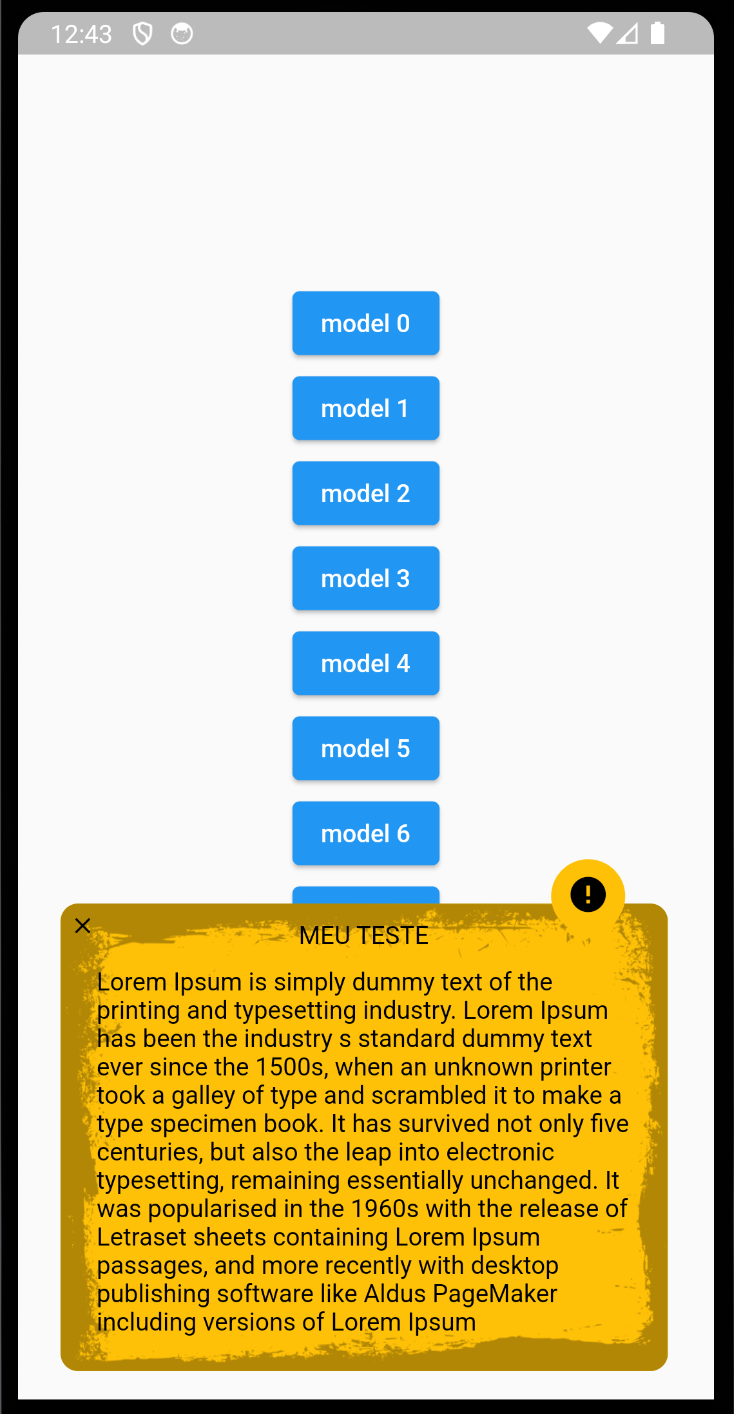 12:43
model 0
model 1
model 2
model 3
model 4
model 5
model 6
MEU TESTE
Lorem Ipsum is simply dummy text of the
printing and typesetting industry. Lorem Ipsum
has been the industry s standard dummy text
ever since the 1500s, when an unknown printer
took a galley of type and scrambled it to make a
type specimen book. It has survived not only five
centuries, but also the leap into electronic
typesetting, remaining essentially unchanged. It
was popularised in the 1960s with the release of
Letraset sheets containing Lorem Ipsum
passages, and more recently with desktop
publishing software like Aldus PageMaker
including versions of Lorem Ipsum